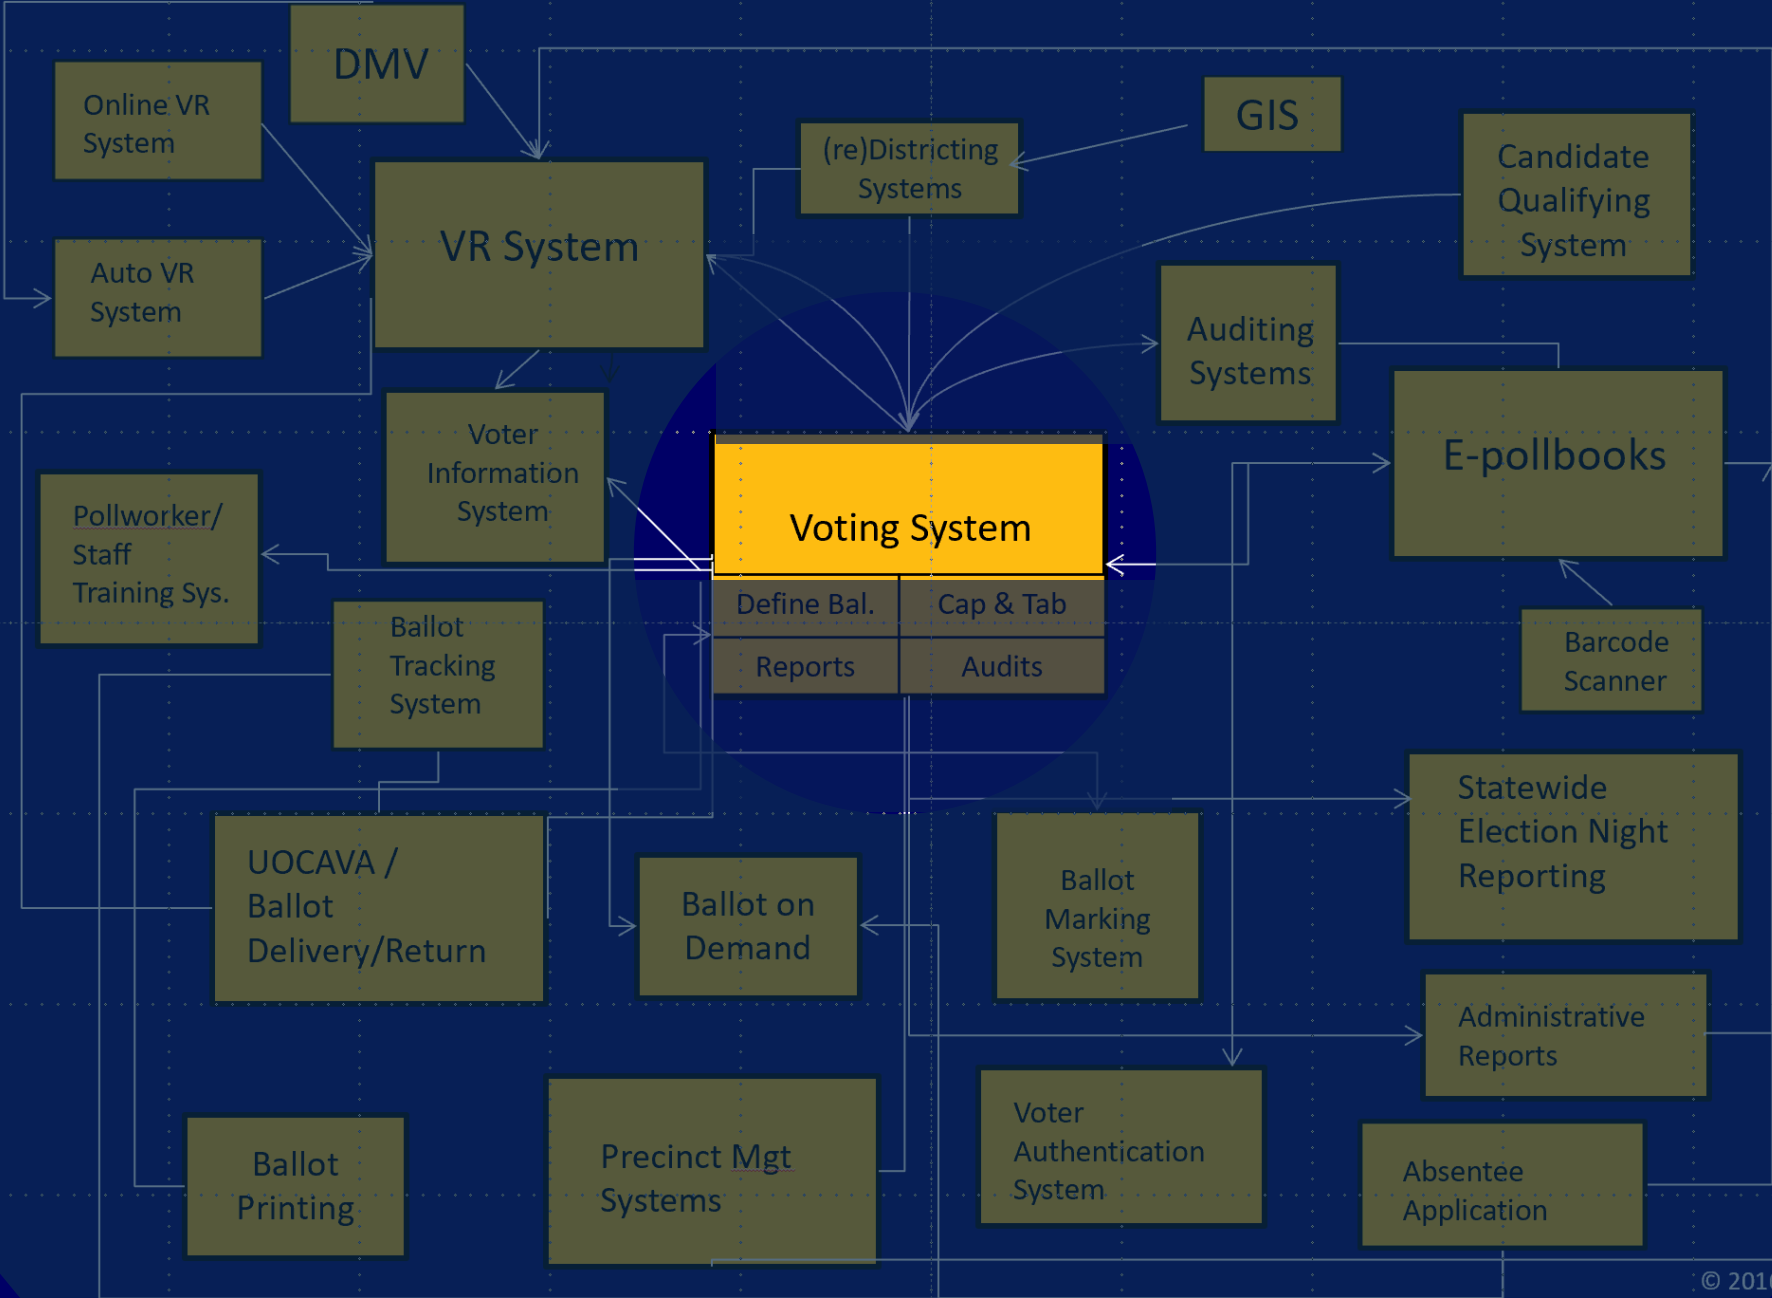 DMV
Online VR
System
GIS
(re)Districting
Systems
Candidate
Qualifying
System
VR System
Auto VR
System
Auditing
Systems
Voter
Information
System
E-pollbooks
Pollworker/
Staff
Training Sys.
Voting System
Define Bal.
Cap & Tab
Reports
Audits
Ballot
Tracking
System
Barcode
Scanner
Statewide
Election Night
Reporting
UOCAVA /
Ballot
Delivery/Return
Ballot on
Demand
Ballot
Marking
System
Administrative
Reports
Voter
Authentication
System
Ballot
Printing
Precinct Mgt
Systems
Absentee
Application